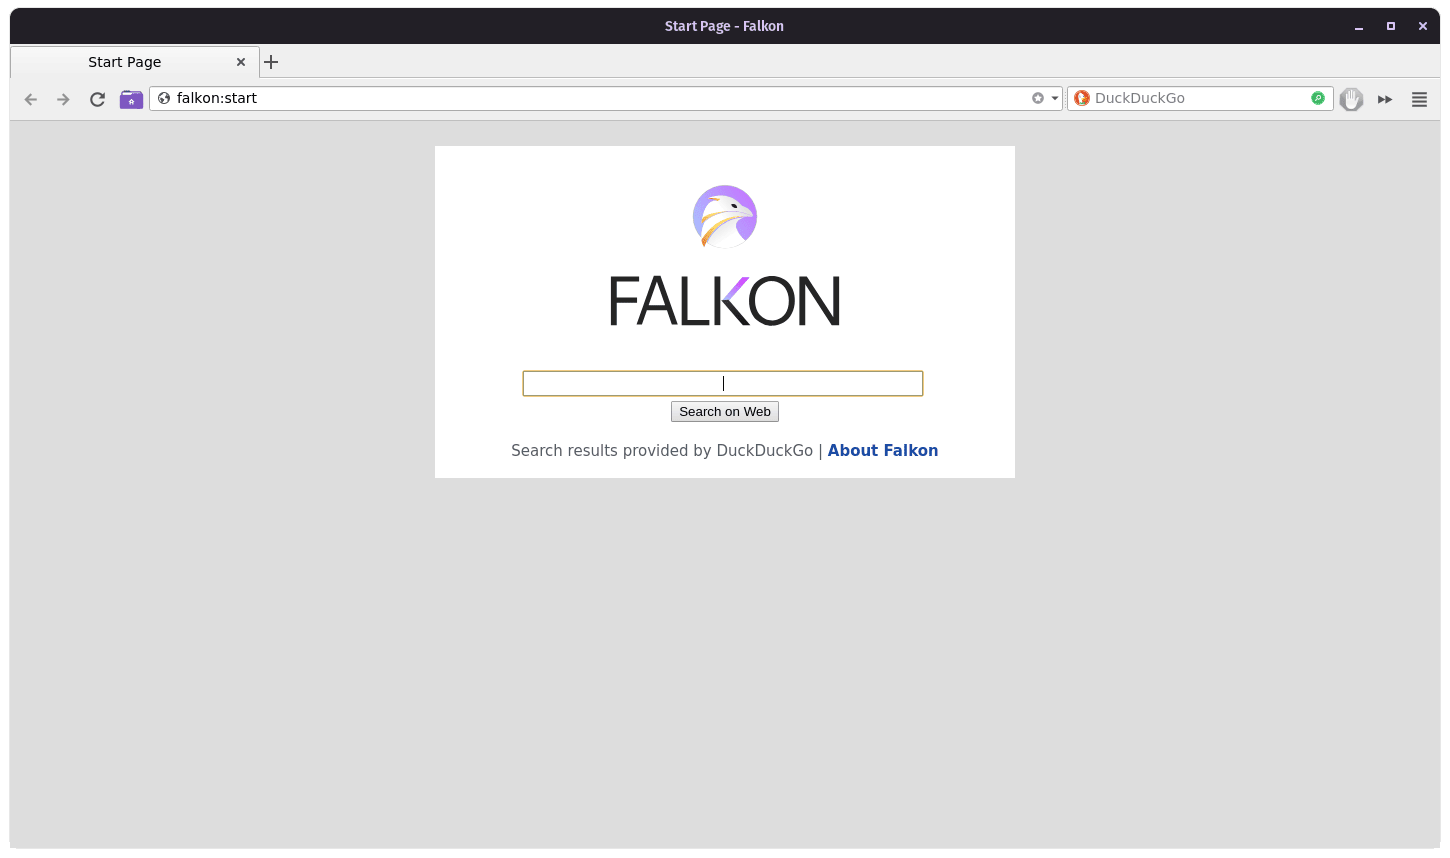 Start Page - Falkon
Start Page
falkon:start
DuckDuckGo
FALKON
Search on Web
Search results provided by DuckDuckGo | About Falkon